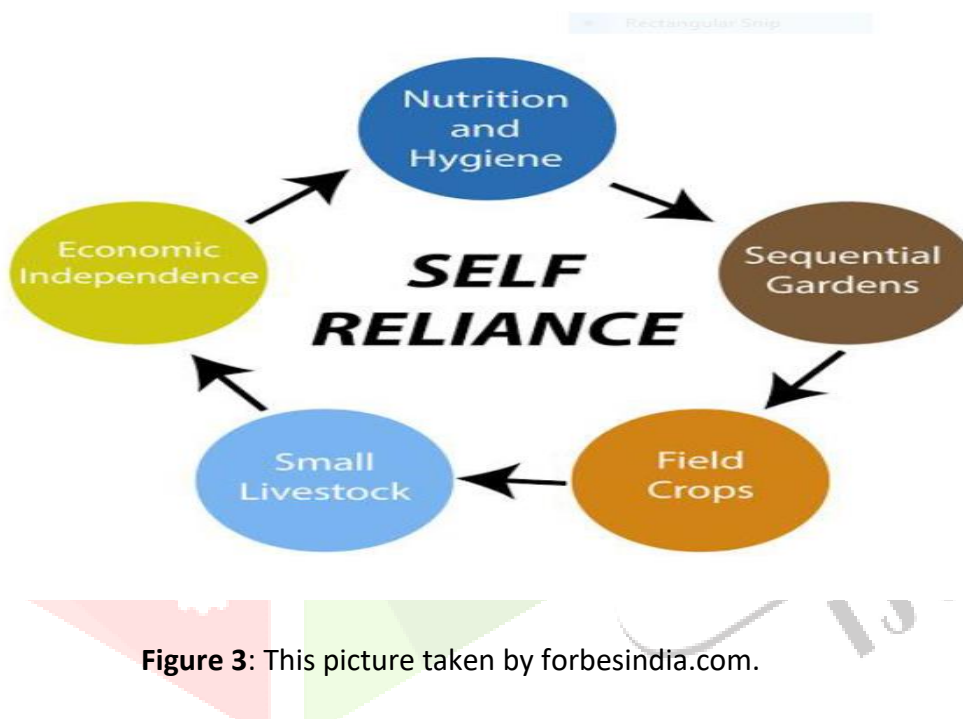 Rectangular Snip
Nutrition
and
Hygiene
Economic
Independence
SELF
RELIANCE
Sequential
Gardens
Small
Livestock
Field
Crops
Figure 3: This picture taken by forbesindia.com.